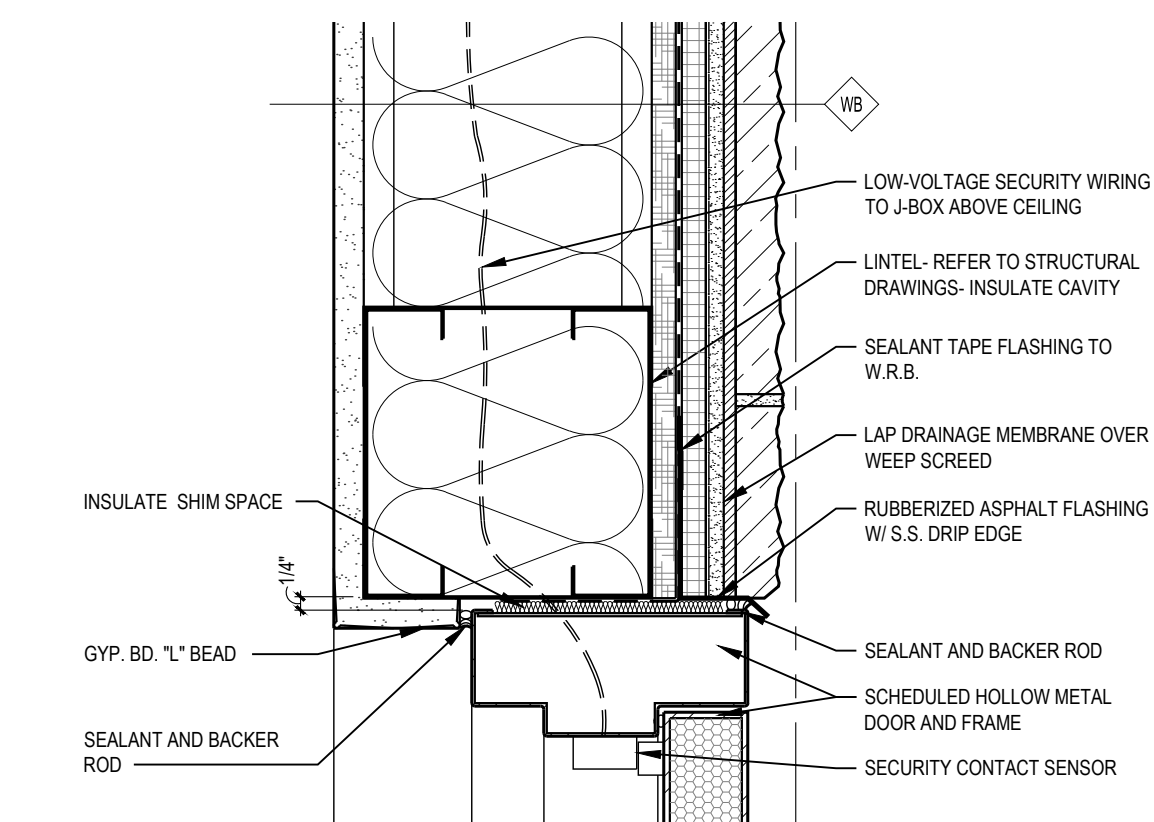 WB
LOW-VOLTAGE SECURITY WIRING
TO J-BOX ABOVE CEILING
LINTEL- REFER TO STRUCTURAL
DRAWINGS- INSULATE CAVITY
SEALANT TAPE FLASHING TO
W.R.B.
LAP DRAINAGE MEMBRANE OVER
WEEP SCREED
RUBBERIZED ASPHALT FLASHING
W/ S.S. DRIP EDGE
SEALANT AND BACKER ROD
SCHEDULED HOLLOW METAL
DOOR AND FRAME
SECURITY CONTACT SENSOR
INSULATE SHIM SPACE
1/4"
GYP. BD. "L" BEAD
SEALANT AND BACKER
ROD